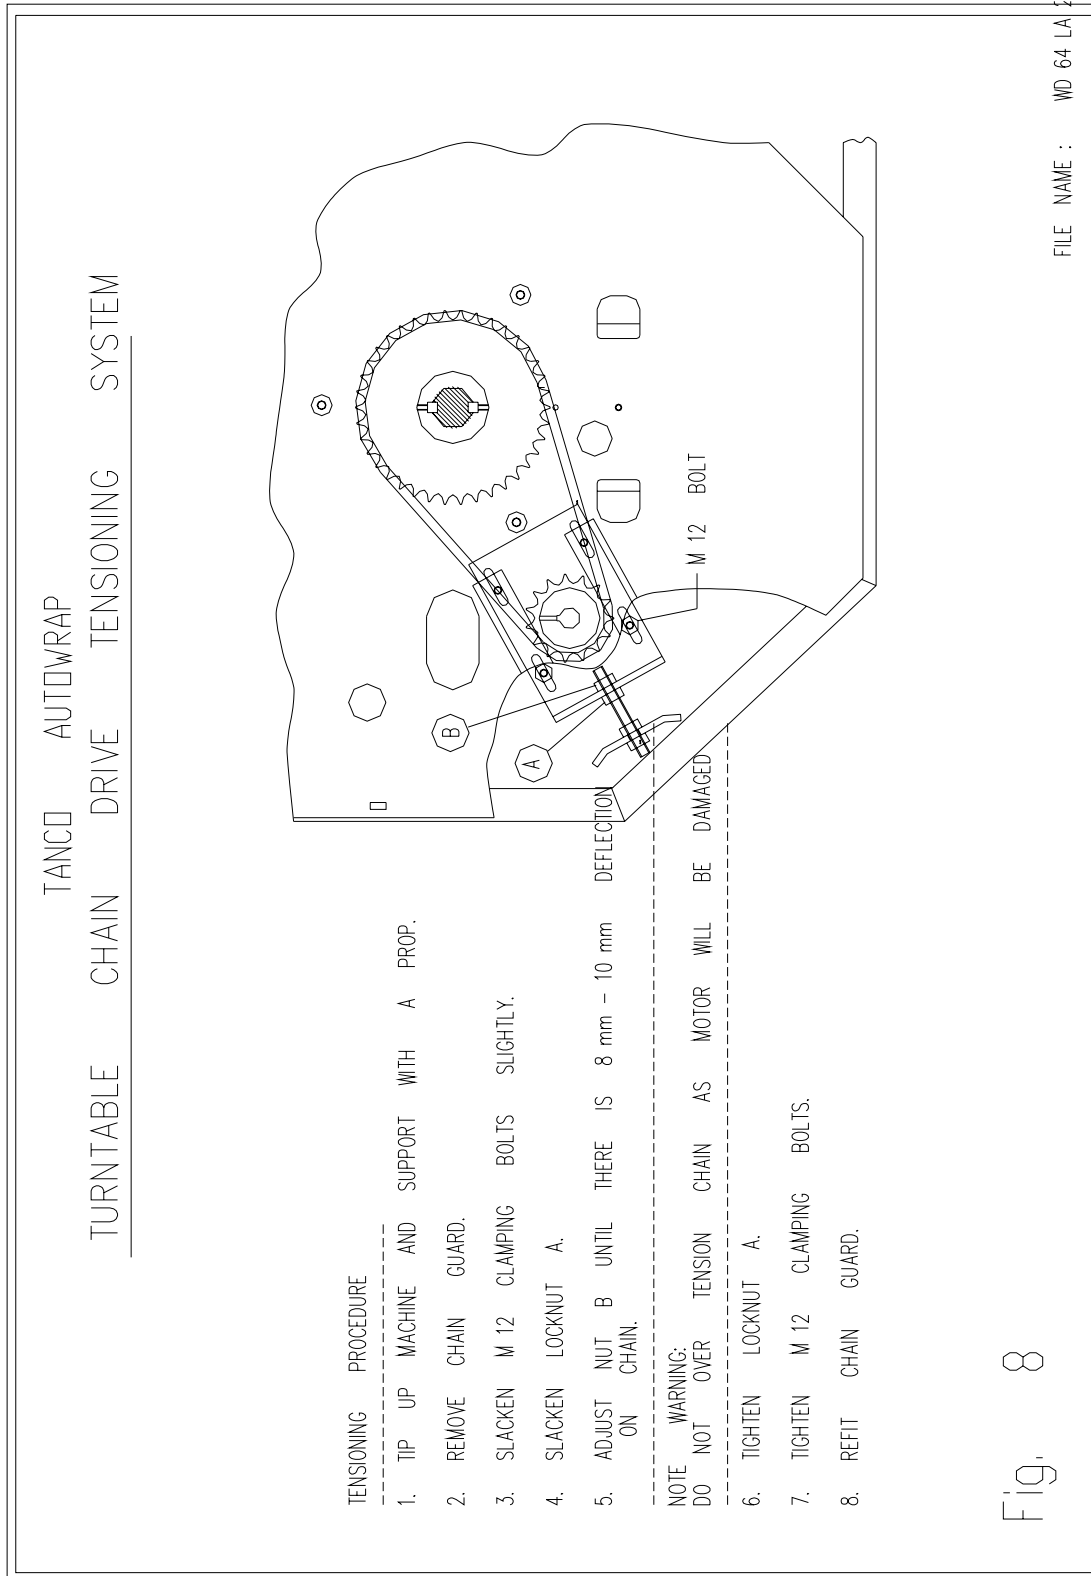 TANCO AUTOWRAP
TURNTABLE CHAIN DRIVE TENSIONING SYSTEM
TENSIONING PROCEDURE
1. TIP UP MACHINE AND SUPPORT WITH A PROP.
2. REMOVE CHAIN GUARD.
3. SLACKEN M 12 CLAMPING BOLTS SLIGHTLY.
4. SLACKEN LOCKNUT A.
5. ADJUST NUT B UNTIL THERE IS 8 mm - 10 mm DEFLECTION
ON CHAIN.
NOTE WARNING:
DO NOT OVER TENSION CHAIN AS MOTOR WILL BE DAMAGED
6. TIGHTEN LOCKNUT A.
7. TIGHTEN M 12 CLAMPING BOLTS.
8. REFIT CHAIN GUARD.
B
A
M 12 BOLT
Fig. 8
FILE NAME : WD 64 LA